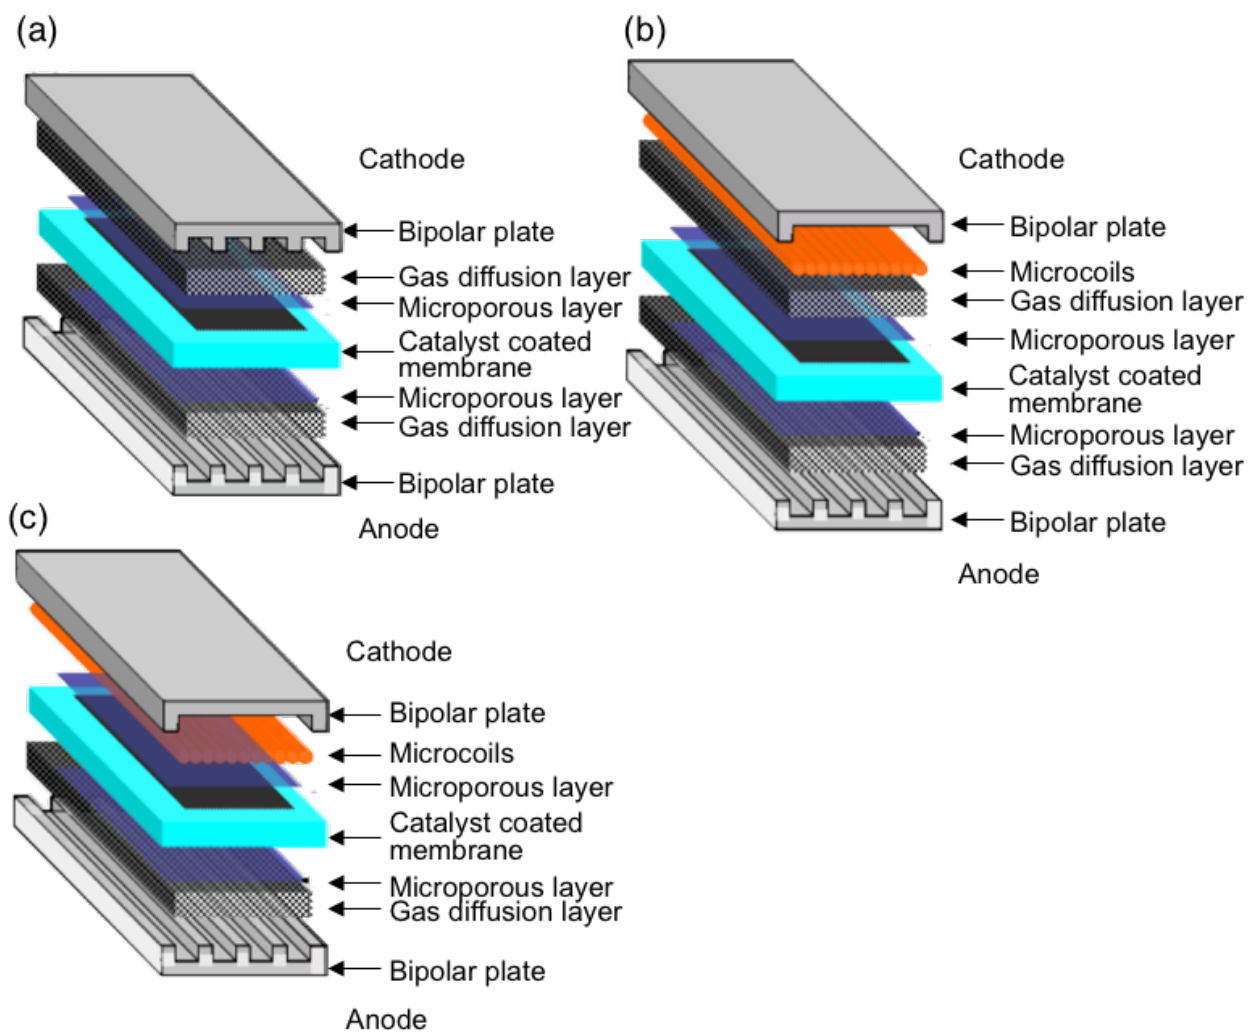 (a)
Cathode
Bipolar plate
Gas diffusion layer
Microporous layer
Catalyst coated
membrane
Microporous layer
Gas diffusion layer
Bipolar plate
Anode
(b)
Cathode
Bipolar plate
Microcoils
Gas diffusion layer
Microporous layer
Catalyst coated
membrane
Microporous layer
Gas diffusion layer
Bipolar plate
Anode
(c)
Cathode
Bipolar plate
Microcoils
Microporous layer
Catalyst coated
membrane
Microporous layer
Gas diffusion layer
Bipolar plate
Anode